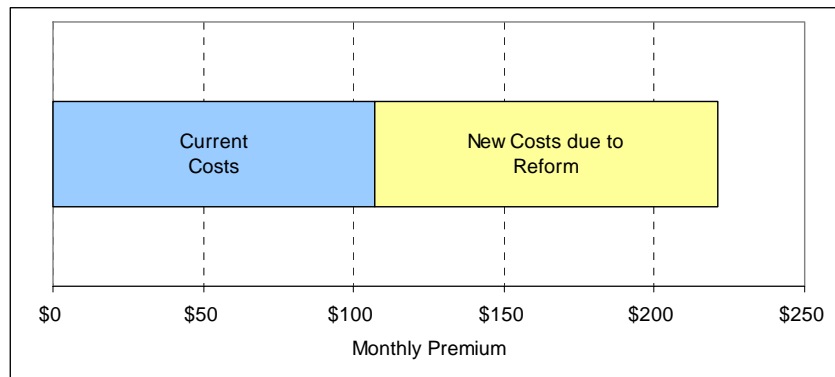 Current
Costs
New Costs due to
Reform
$0
$50
$100
$150
$200
$250
Monthly Premium